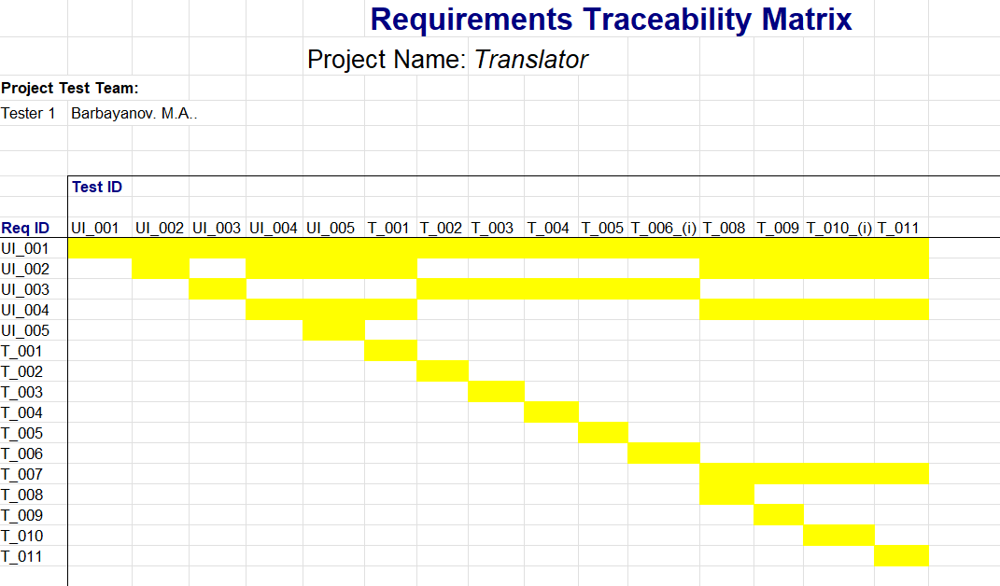 Requirements Traceability Matrix
Project Name: Translator
Project Test Team:
Tester 1 Barbayanov. M.A..
Test ID
Req ID UI_001 UI_002 UI_003 UI_004 UI_005 T_001 T_002 T_003 T_004 T_005 T_006_(i) T_008 T_009 T_010_(i) T_011
UI_001
UI_002
UI_003
UI_004
UI_005
T_001
T_002
T_003
T_004
T_005
T_006
T_007
T_008
T_009
T_010
T_011